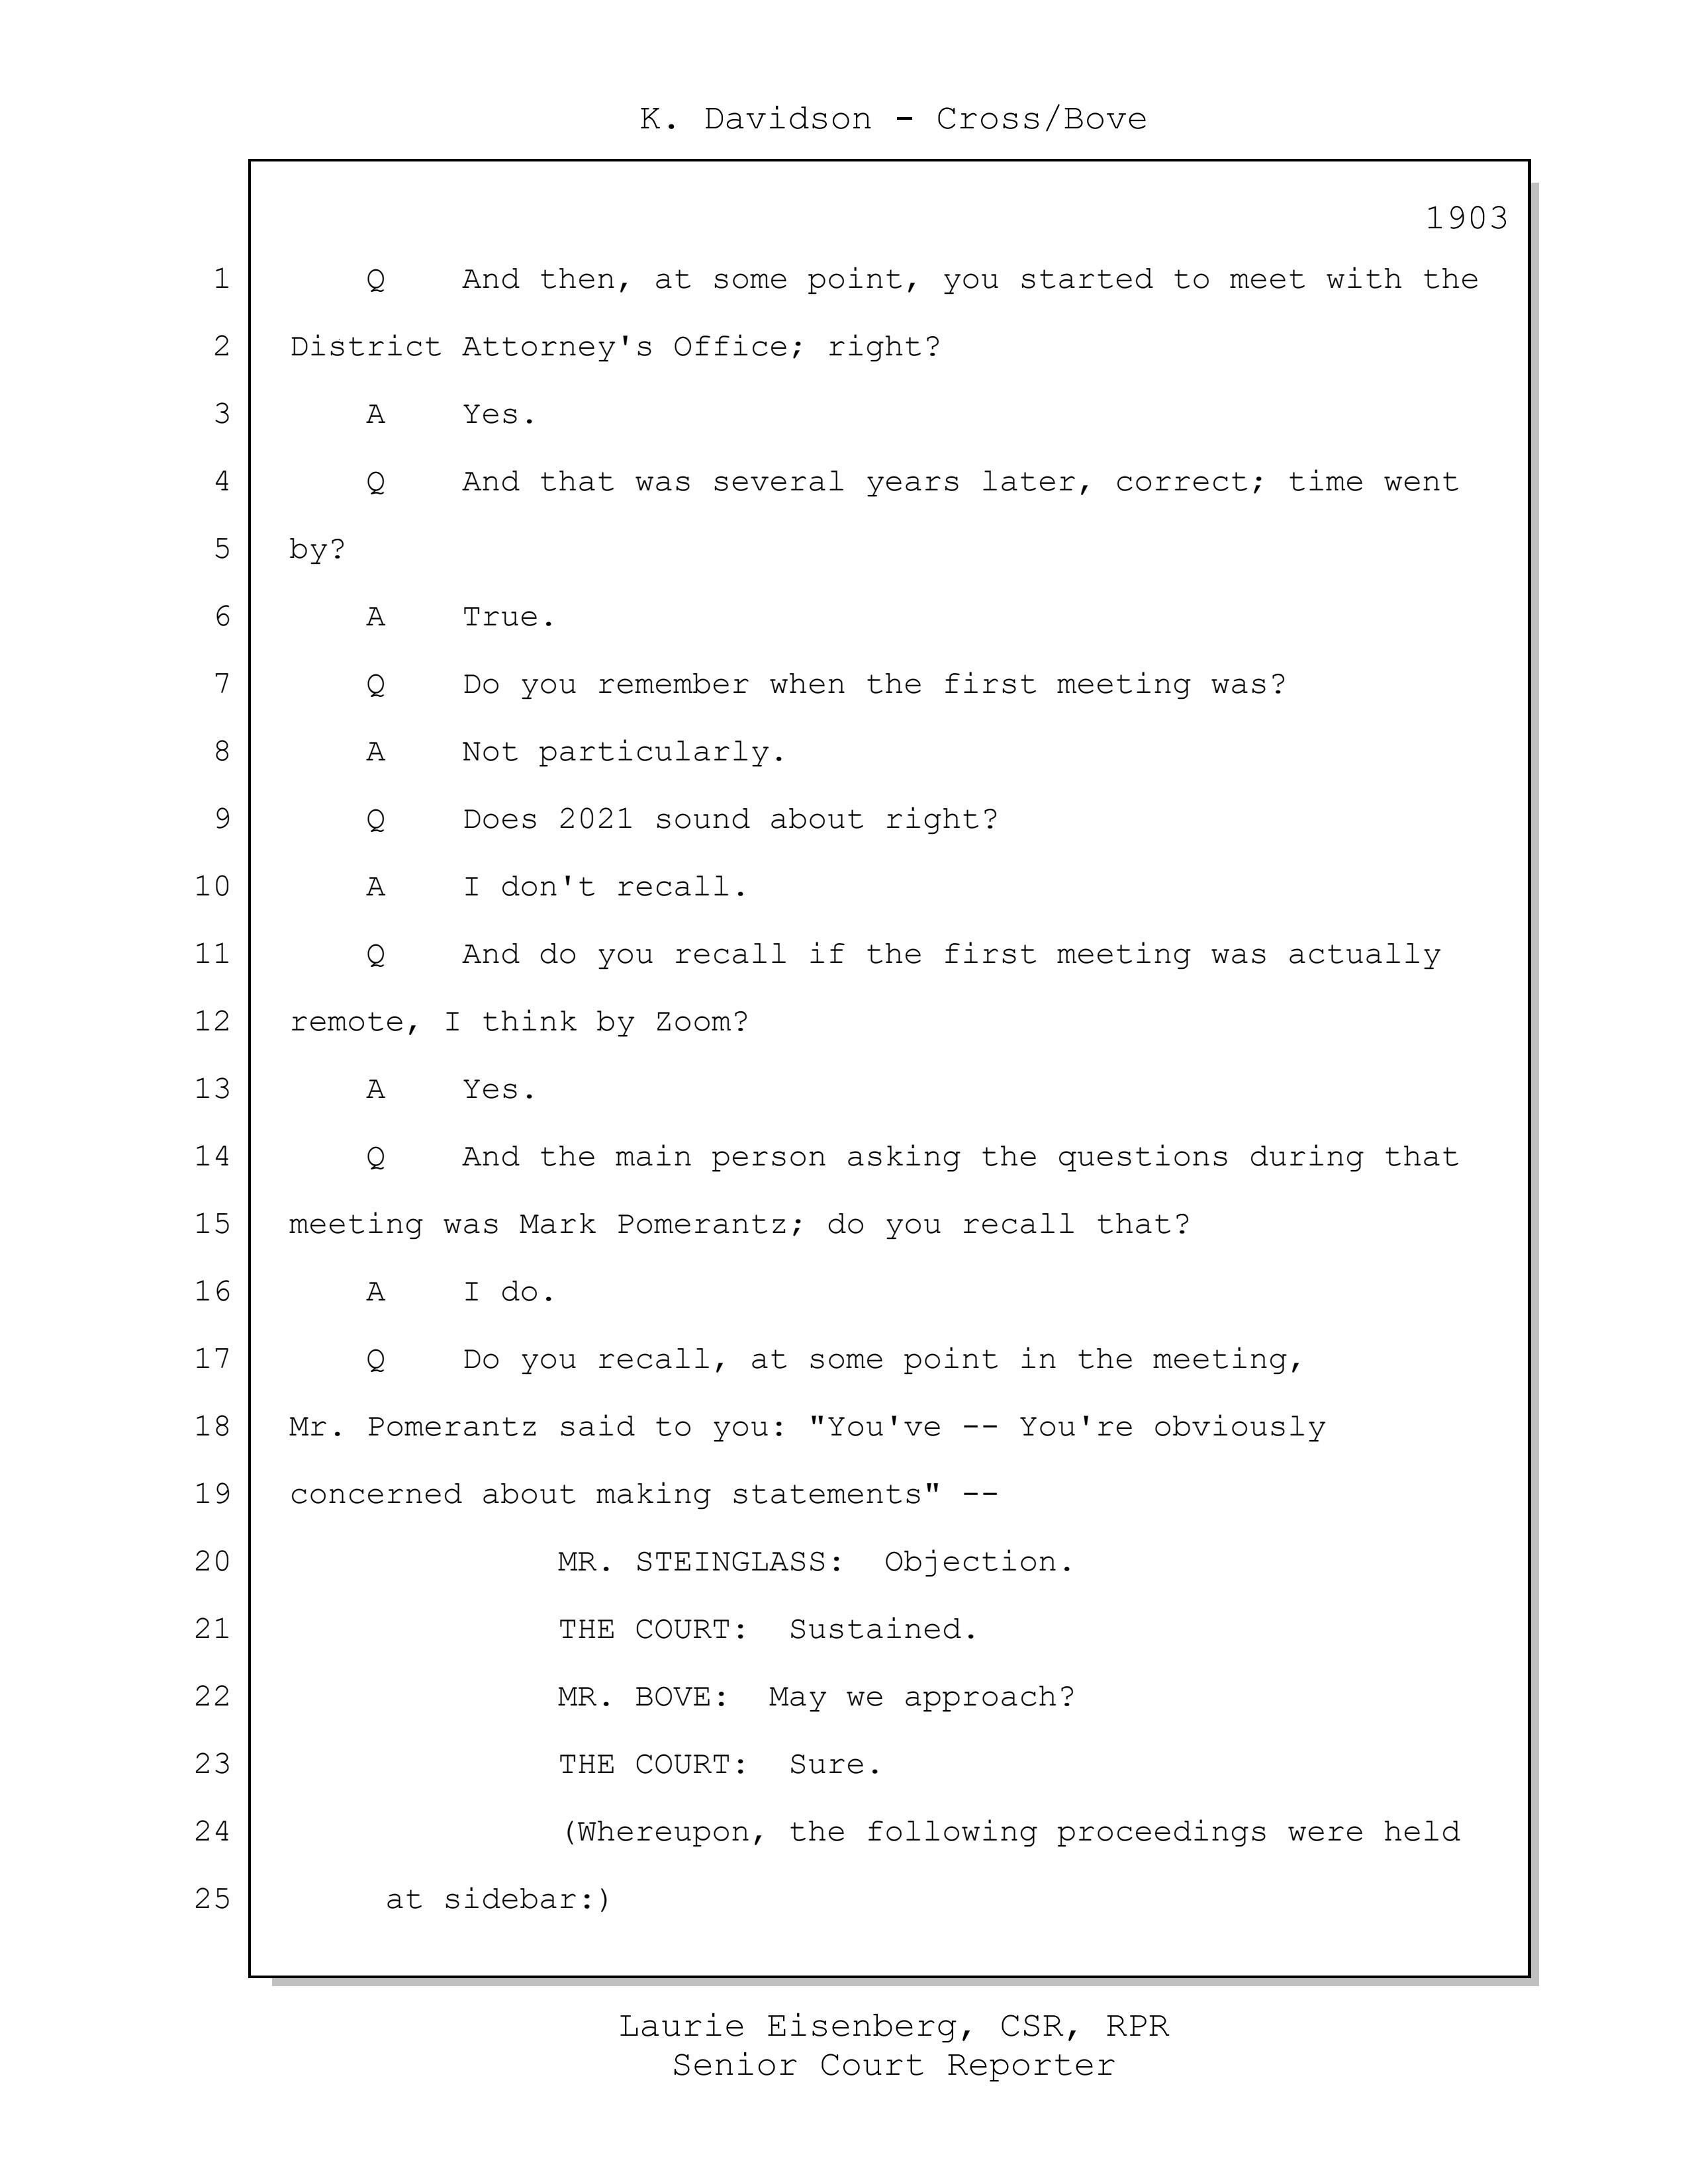 K. Davidson - Cross/Bove
1903
1 Q And then, at some point, you started to meet with the
2 District Attorney's Office; right?
3 A Yes.
4 Q And that was several years later, correct; time went
5 by?
6 A True.
7 Q Do you remember when the first meeting was?
8 A Not particularly.
9 Q Does 2021 sound about right?
10 A I don't recall.
11 Q And do you recall if the first meeting was actually
12 remote, I think by Zoom?
13 A Yes.
14 Q And the main person asking the questions during that
15 meeting was Mark Pomerantz; do you recall that?
16 A I do.
17 Q Do you recall, at some point in the meeting,
18 Mr. Pomerantz said to you: "You've -- You're obviously
19 concerned about making statements" --
20 MR. STEINGLASS: Objection.
21 THE COURT: Sustained.
22 MR. BOVE: May we approach?
23 THE COURT: Sure.
24 (Whereupon, the following proceedings were held
25 at sidebar:)
Laurie Eisenberg, CSR, RPR
Senior Court Reporter